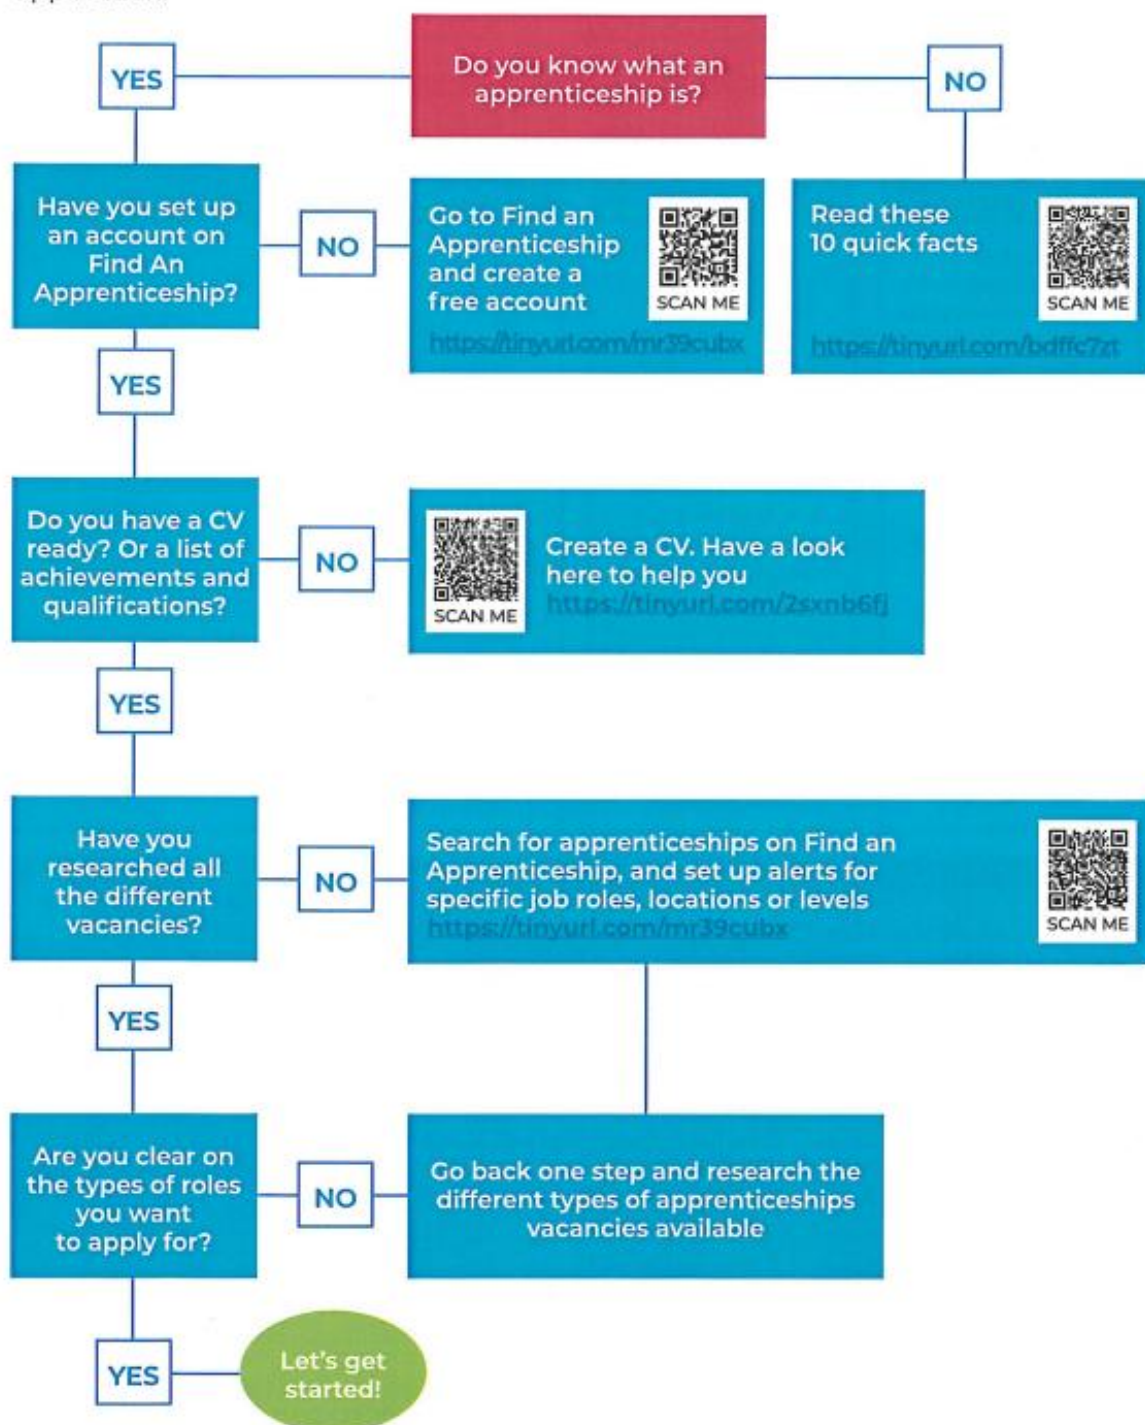 YES
Do you know what an
apprenticeship is?
NO
Have you set up
an account on
Find An
Apprenticeship?
NO
Go to Find an
Apprenticeship
and create a
free account
https://tinyurl.com/mr39cubx
SCAN ME
Read these
10 quick facts
https://tinyurl.com/bdffc7zt
SCAN ME
YES
Do you have a CV
ready? Or a list of
achievements and
qualifications?
NO
SCAN ME
Create a CV. Have a look
here to help you
https://tinyurl.com/2sxnb6fj
YES
Have you
researched all
the different
vacancies?
NO
Search for apprenticeships on Find an
Apprenticeship, and set up alerts for
specific job roles, locations or levels
https://tinyurl.com/mr39cubx
SCAN ME
YES
Are you clear on
the types of roles
you want
to apply for?
NO
Go back one step and research the
different types of apprenticeships
vacancies available
YES
Let's get
started!